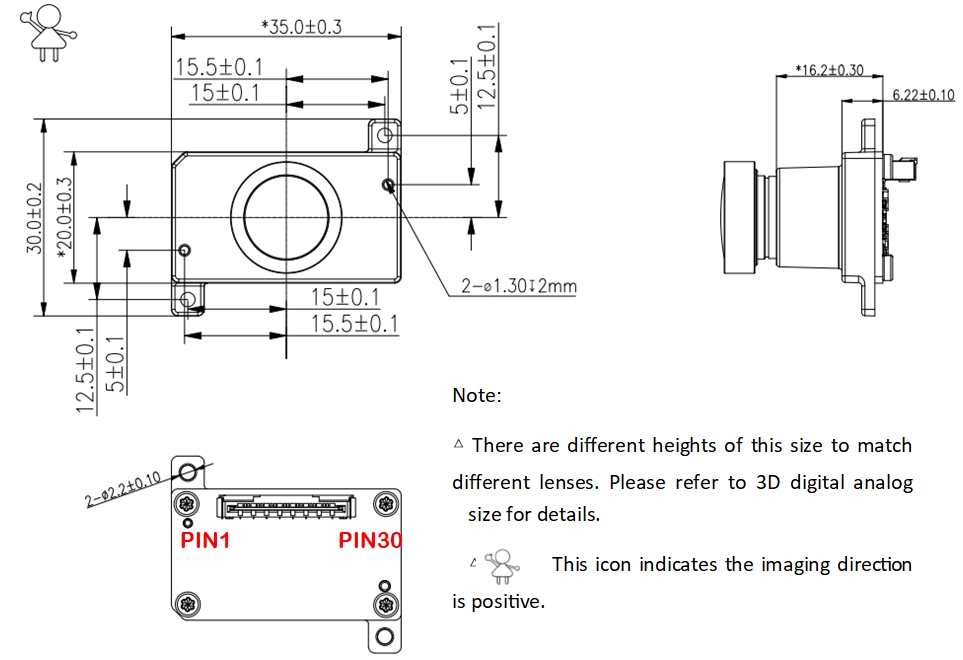 *35.0±0.3
15.5±0.1
15±0.1
5±0.1
12.5±0.1
*16.2±0.30
6.22±0.10
30.0±0.2
*20.0±0.3
2-⌀1.30↧2mm
15±0.1
15.5±0.1
12.5±0.1
5±0.1
Note:
△ There are different heights of this size to match
different lenses. Please refer to 3D digital analog
size for details.
2-⌀2.2±0.10
PIN1
PIN30
△ This icon indicates the imaging direction
is positive.